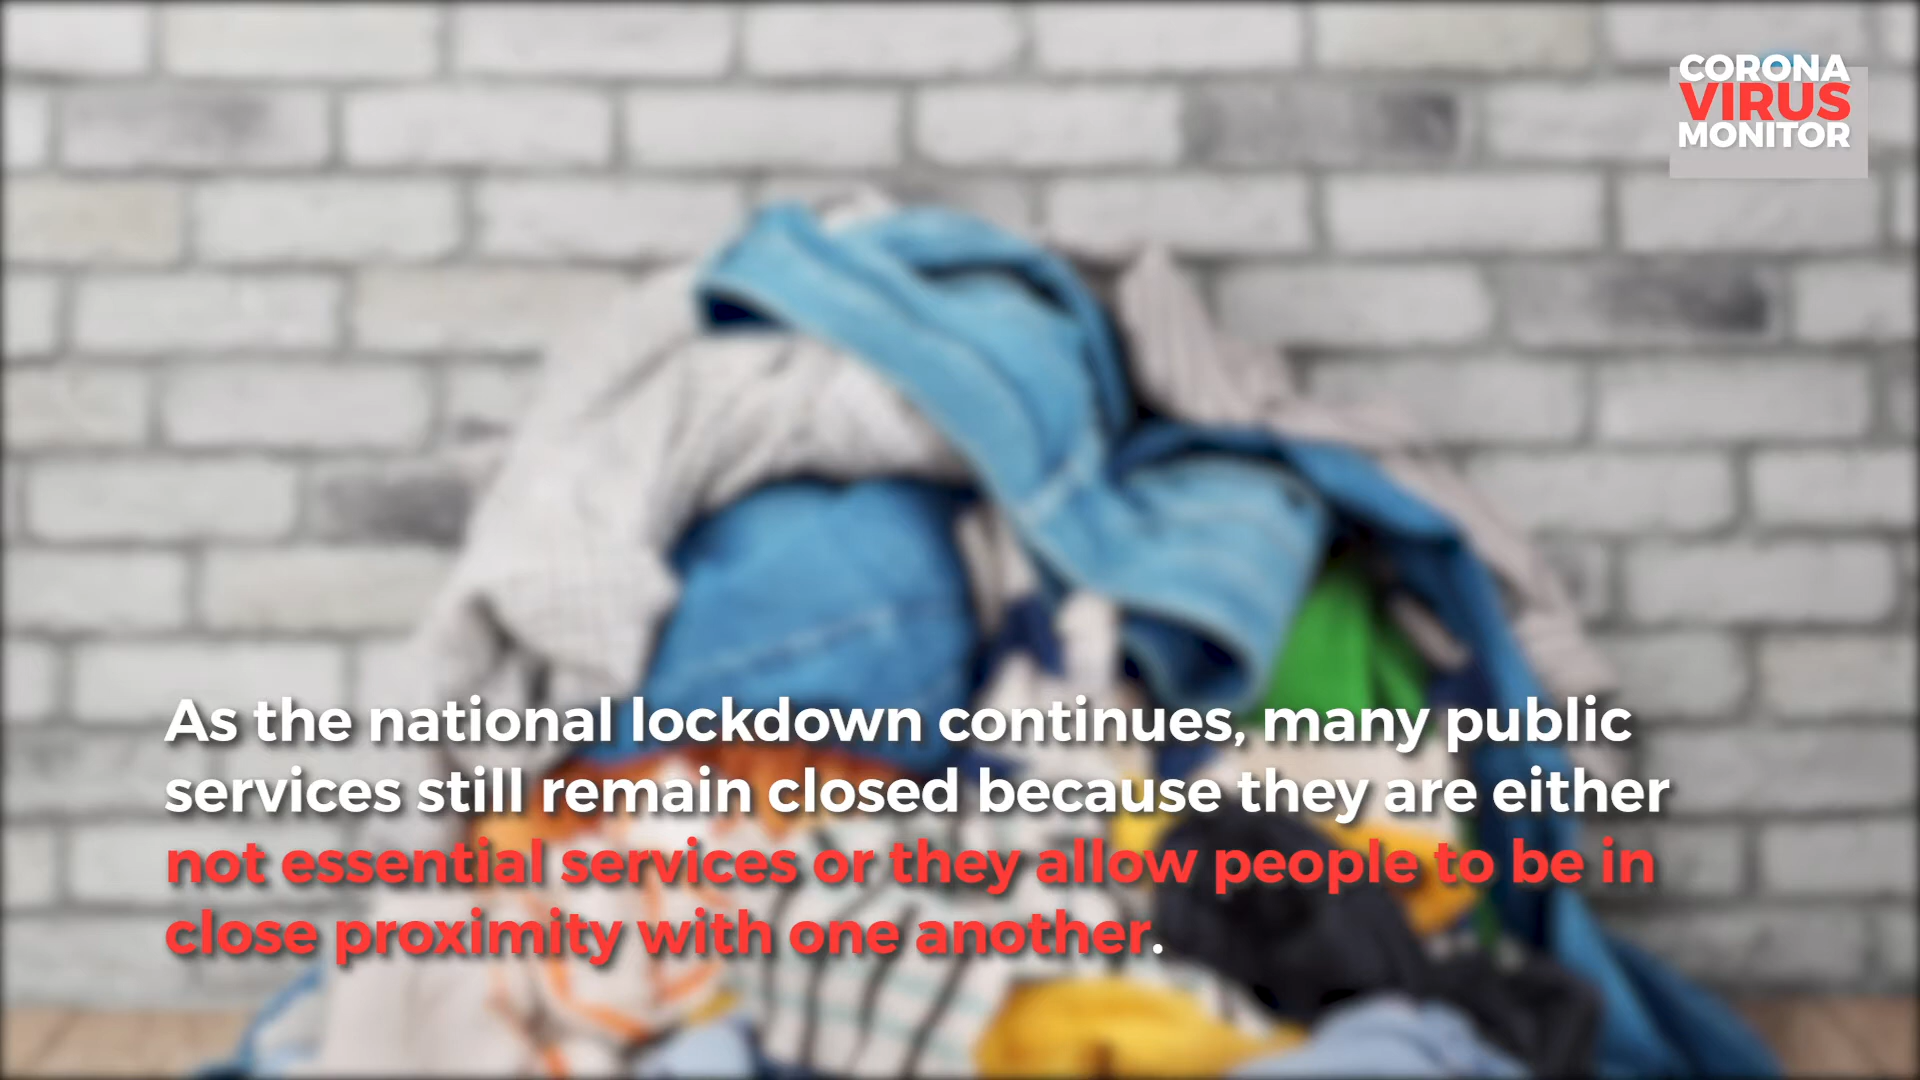 CORONA
VIRUS
MONITOR
As the national lockdown continues, many public
services still remain closed because they are either
not essential services or they allow people to be in
close proximity with one another.